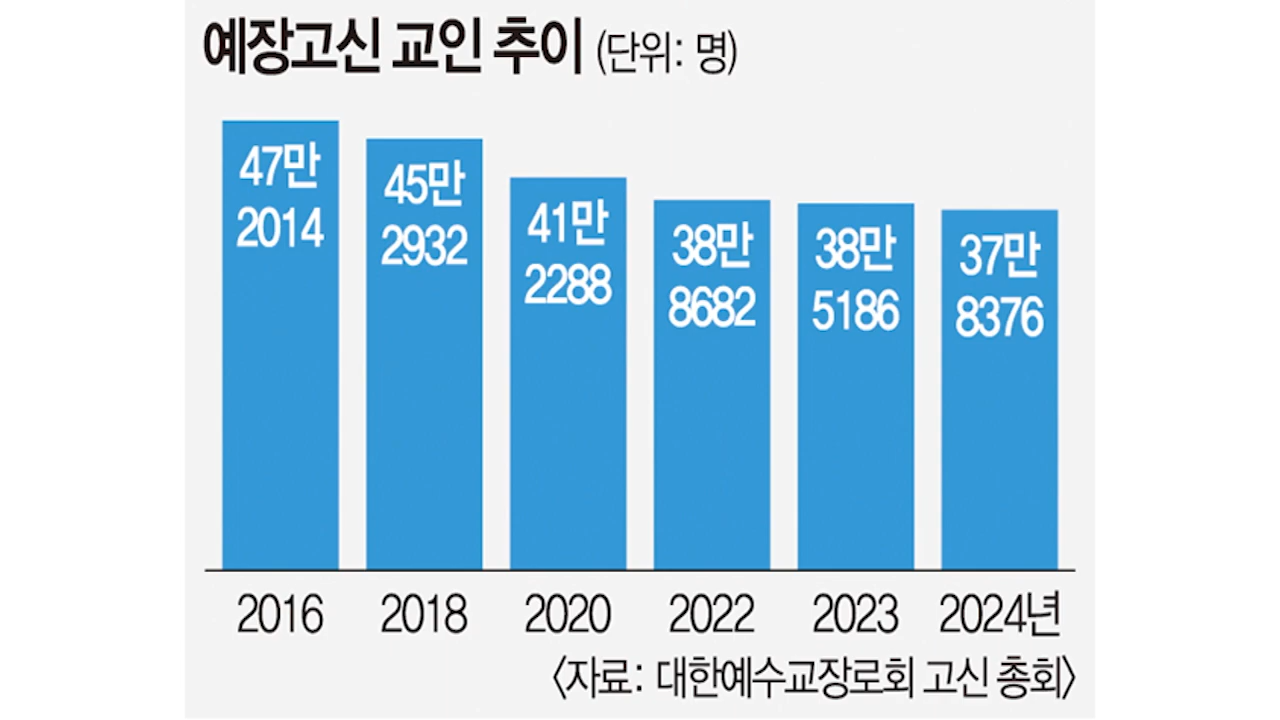 예장고신 교인 추이 (단위: 명)
47만
2014
45만
2932
41만
2288
38만
8682
38만
5186
37만
8376
2016 2018 2020 2022 2023 2024년
〈자료: 대한예수교장로회 고신 총회〉